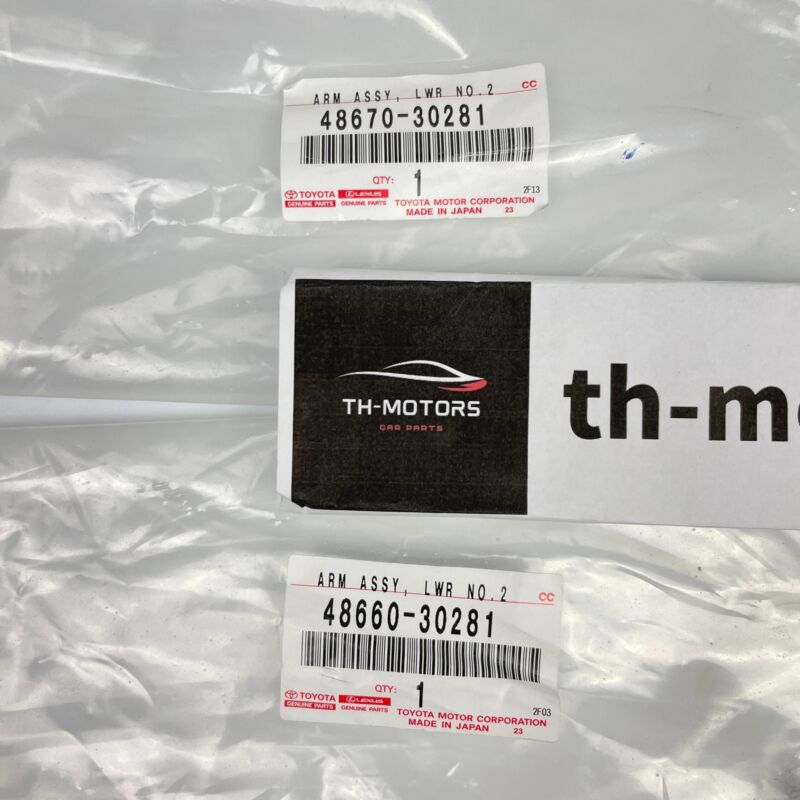 ARM ASSY, LWR NO.2 CC
48670-30281
QTY: 1 2F13
TOYOTA LEXUS TOYOTA MOTOR CORPORATION
GENUINE PARTS GENUINE PARTS MADE IN JAPAN 23
TH-MOTORS
CAR PARTS
th-mo
ARM ASSY, LWR NO.2 CC
48660-30281
QTY: 1 2F03
TOYOTA LEXUS TOYOTA MOTOR CORPORATION
GENUINE PARTS GENUINE PARTS MADE IN JAPAN 23